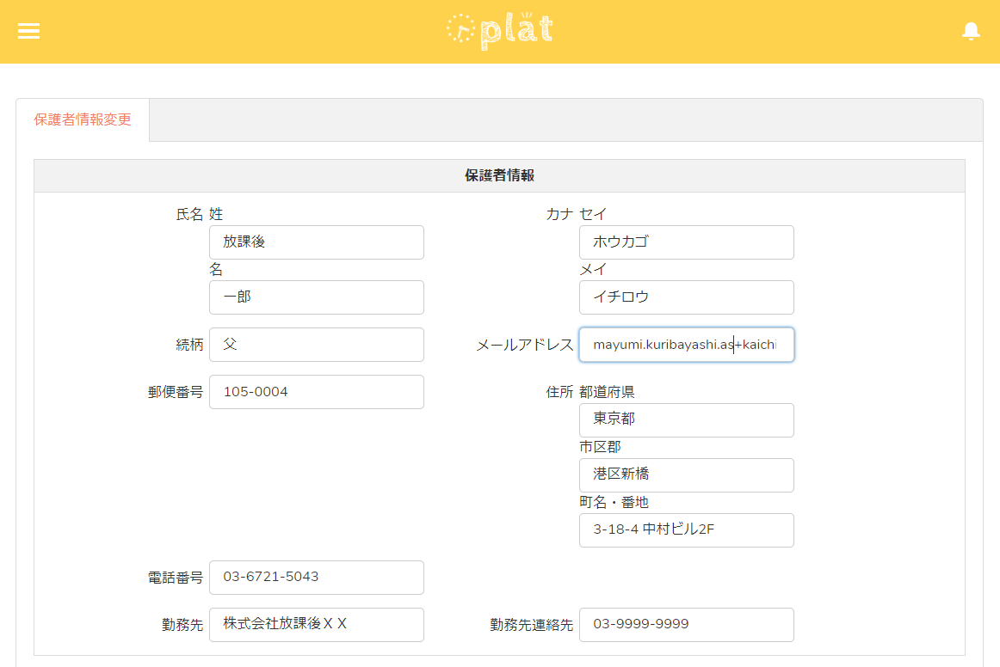 plat
保護者情報変更
保護者情報
氏名 姓 カナ セイ
放課後 ホウカゴ
名 メイ
一郎 イチロウ
続柄 父 メールアドレス mayumi.kuribayashi.as+kaichi
郵便番号 105-0004 住所 都道府県
東京都
市区郡
港区新橋
町名・番地
3-18-4 中村ビル2F
電話番号 03-6721-5043
勤務先 株式会社放課後ＸＸ 勤務先連絡先 03-9999-9999